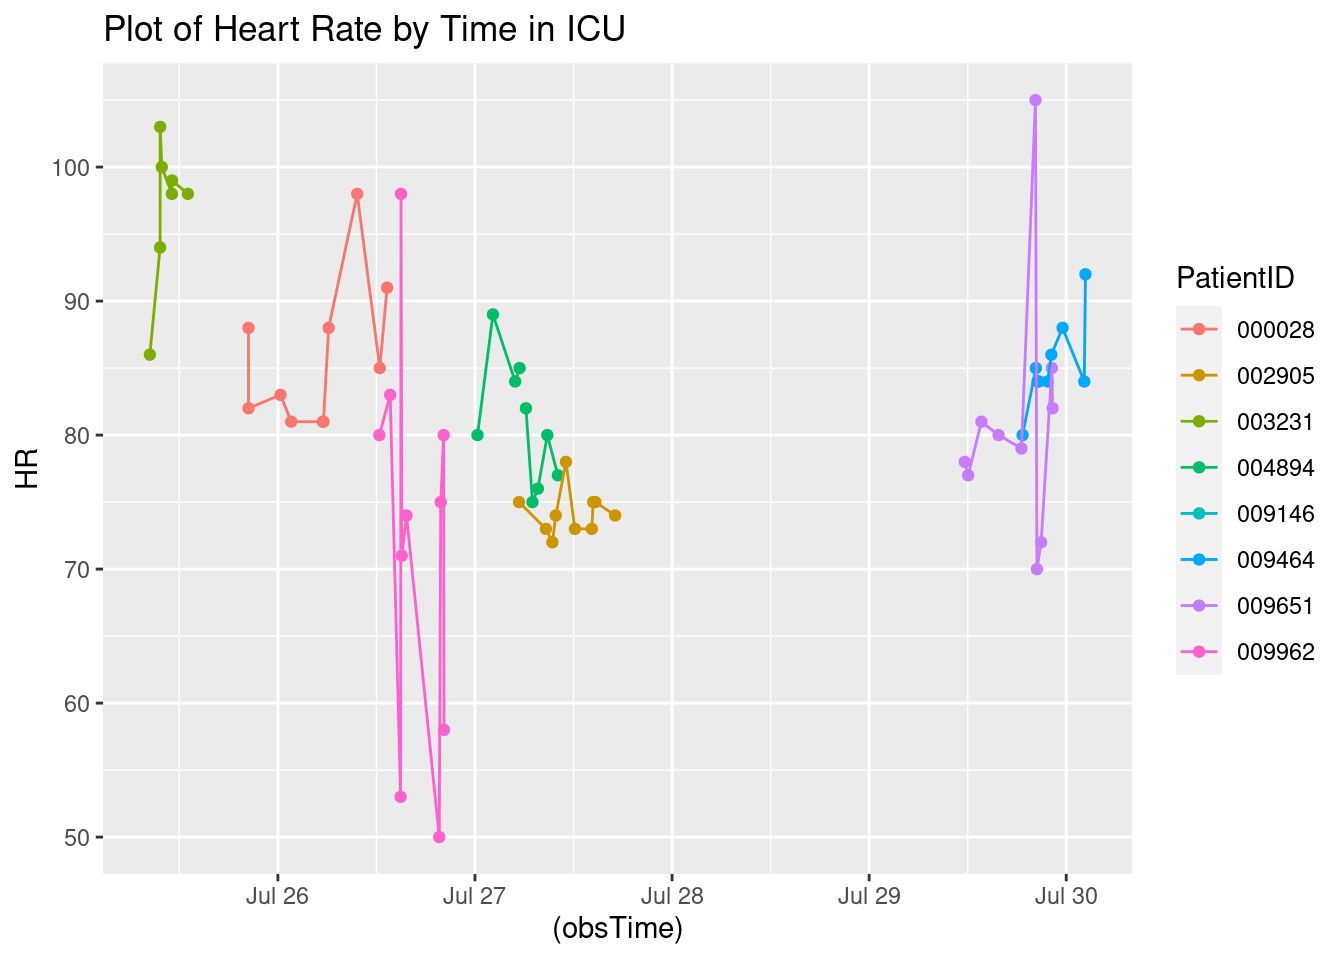 Plot of Heart Rate by Time in ICU
100
90
80
70
60
50
HR
Jul 26
Jul 27
Jul 28
Jul 29
Jul 30
(obsTime)
PatientID
000028
002905
003231
004894
009146
009464
009651
009962